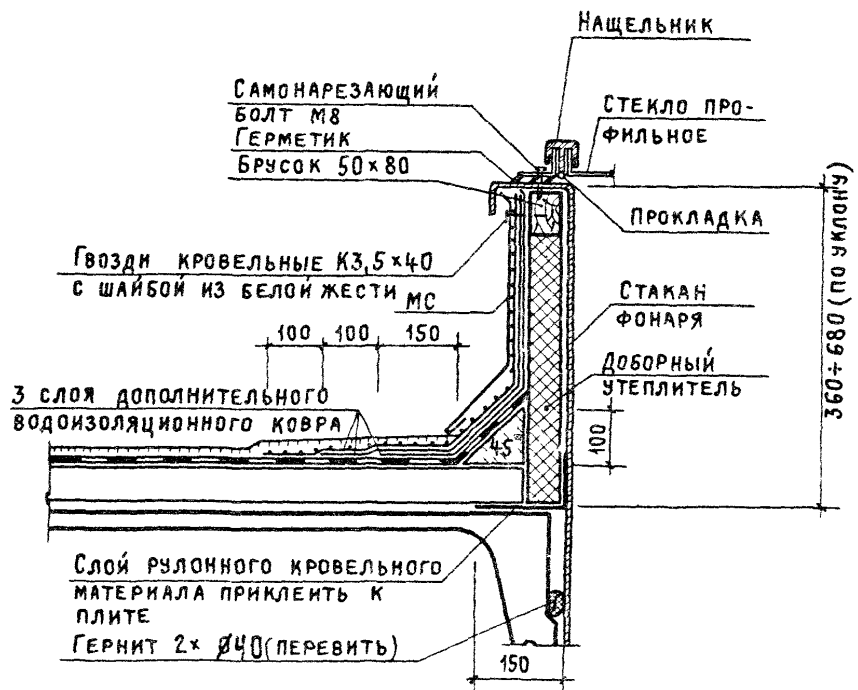 НАЩЕЛЬНИК
САМОНАРЕЗАЮЩИЙ
БОЛТ М8
ГЕРМЕТИК
БРУСОК 50×80
СТЕКЛО ПРО-
ФИЛЬНОЕ
ПРОКЛАДКА
ГВОЗДИ КРОВЕЛЬНЫЕ К3,5×40
С ШАЙБОЙ ИЗ БЕЛОЙ ЖЕСТИ
МС
СТАКАН
ФОНАРЯ
100 100 150
ДОБОРНЫЙ
УТЕПЛИТЕЛЬ
360÷680 (ПО УКЛОНУ)
3 СЛОЯ ДОПОЛНИТЕЛЬНОГО
ВОДОИЗОЛЯЦИОННОГО КОВРА
45°
100
СЛОЙ РУЛОННОГО КРОВЕЛЬНОГО
МАТЕРИАЛА ПРИКЛЕИТЬ К
ПЛИТЕ
ГЕРНИТ 2× Ø40 (ПЕРЕВИТЬ)
150